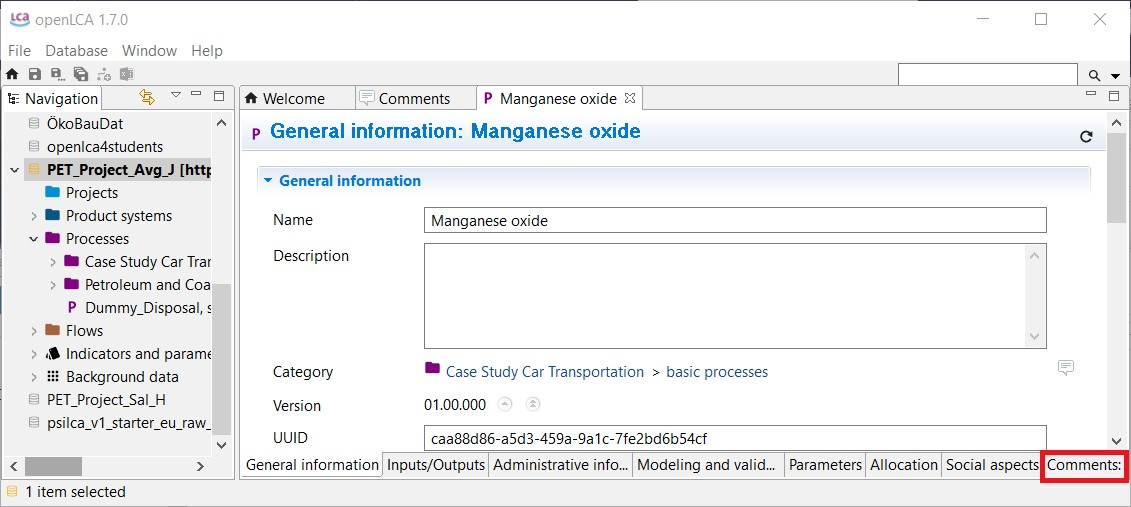 LCA openLCA 1.7.0
File Database Window Help
Navigation
ÖkoBauDat
openlca4students
PET_Project_Avg_J [http
Projects
Product systems
Processes
Case Study Car Tran
Petroleum and Coa
P Dummy_Disposal, s
Flows
Indicators and parame
Background data
PET_Project_Sal_H
psilca_v1_starter_eu_raw_
Welcome Comments P Manganese oxide
P General information: Manganese oxide
General information
Name Manganese oxide
Description
Category Case Study Car Transportation > basic processes
Version 01.00.000
UUID caa88d86-a5d3-459a-9a1c-7fe2bd6b54cf
General information Inputs/Outputs Administrative info... Modeling and valid... Parameters Allocation Social aspects Comments:
1 item selected